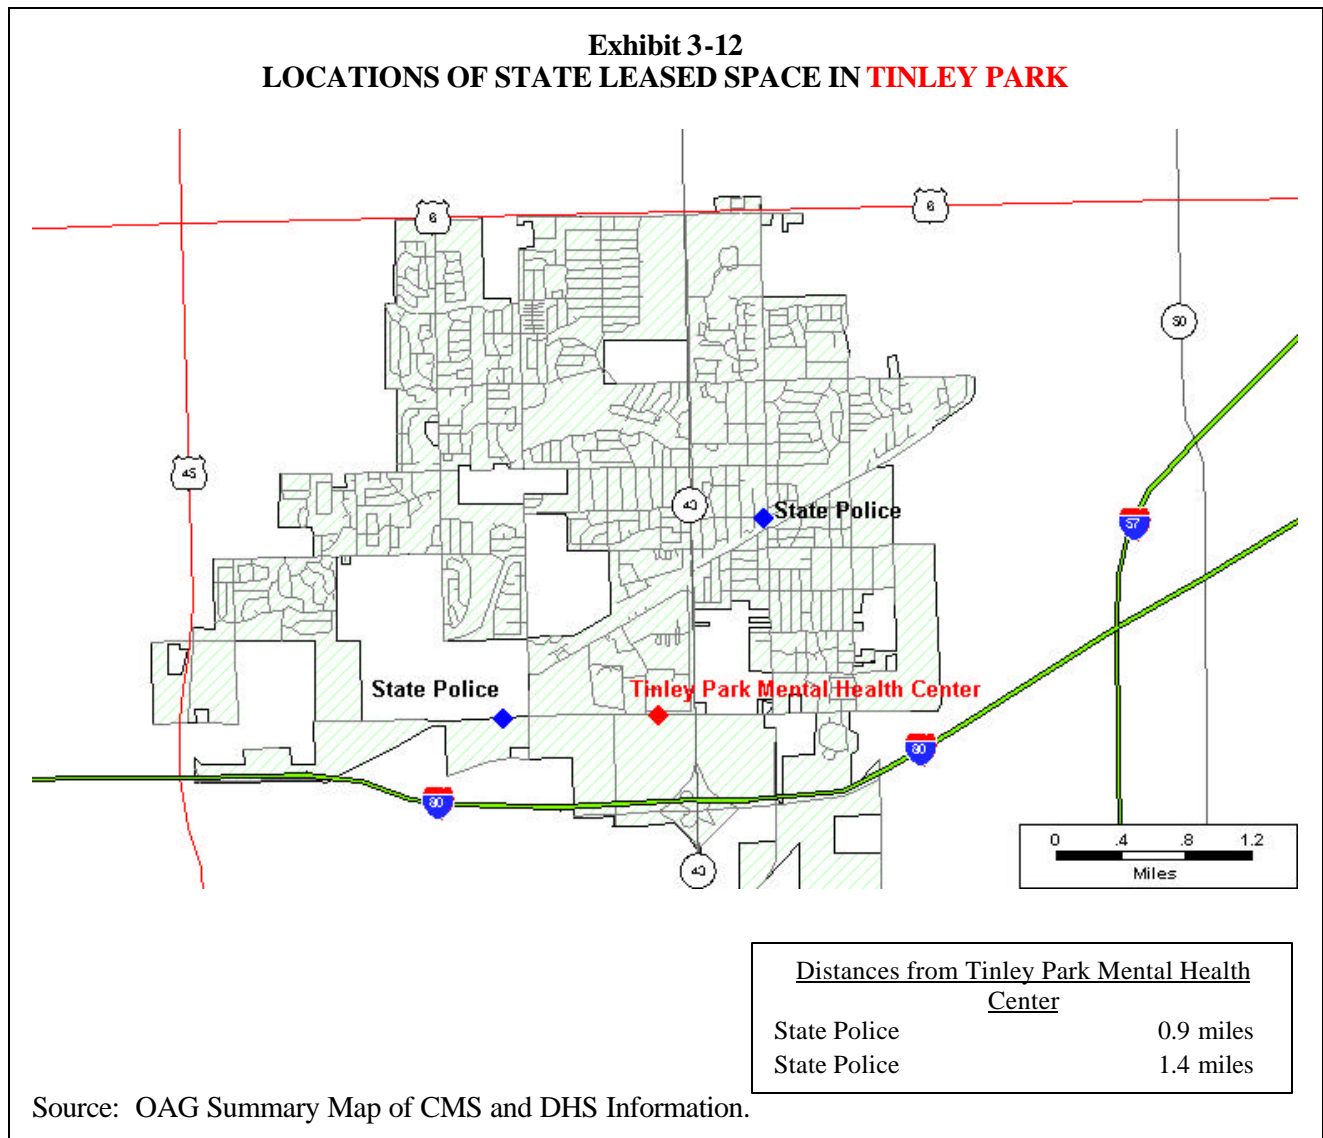 Exhibit 3-12
LOCATIONS OF STATE LEASED SPACE IN TINLEY PARK
6
6
50
45
43
State Police
57
State Police
Tinley Park Mental Health Center
80
80
43
0 .4 .8 1.2
Miles
Distances from Tinley Park Mental Health
Center
State Police 0.9 miles
State Police 1.4 miles
Source: OAG Summary Map of CMS and DHS Information.